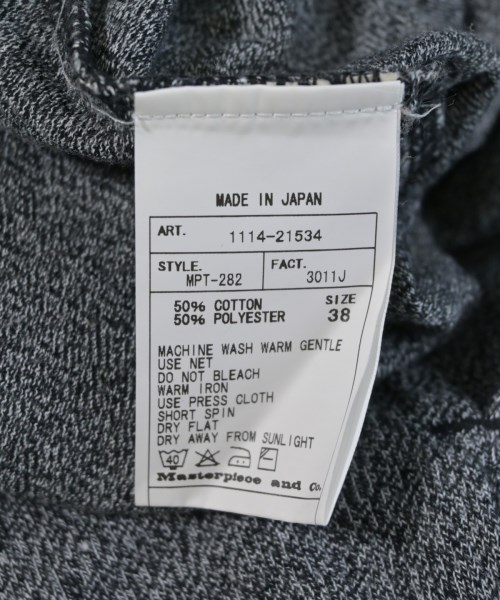 MADE IN JAPAN
ART. 1114-21534
STYLE. MPT-282 FACT. 3011J
50% COTTON SIZE
50% POLYESTER 38
MACHINE WASH WARM GENTLE
USE NET
DO NOT BLEACH
WARM IRON
USE PRESS CLOTH
SHORT SPIN
DRY FLAT
DRY AWAY FROM SUNLIGHT
40
Masterpiece and Co.